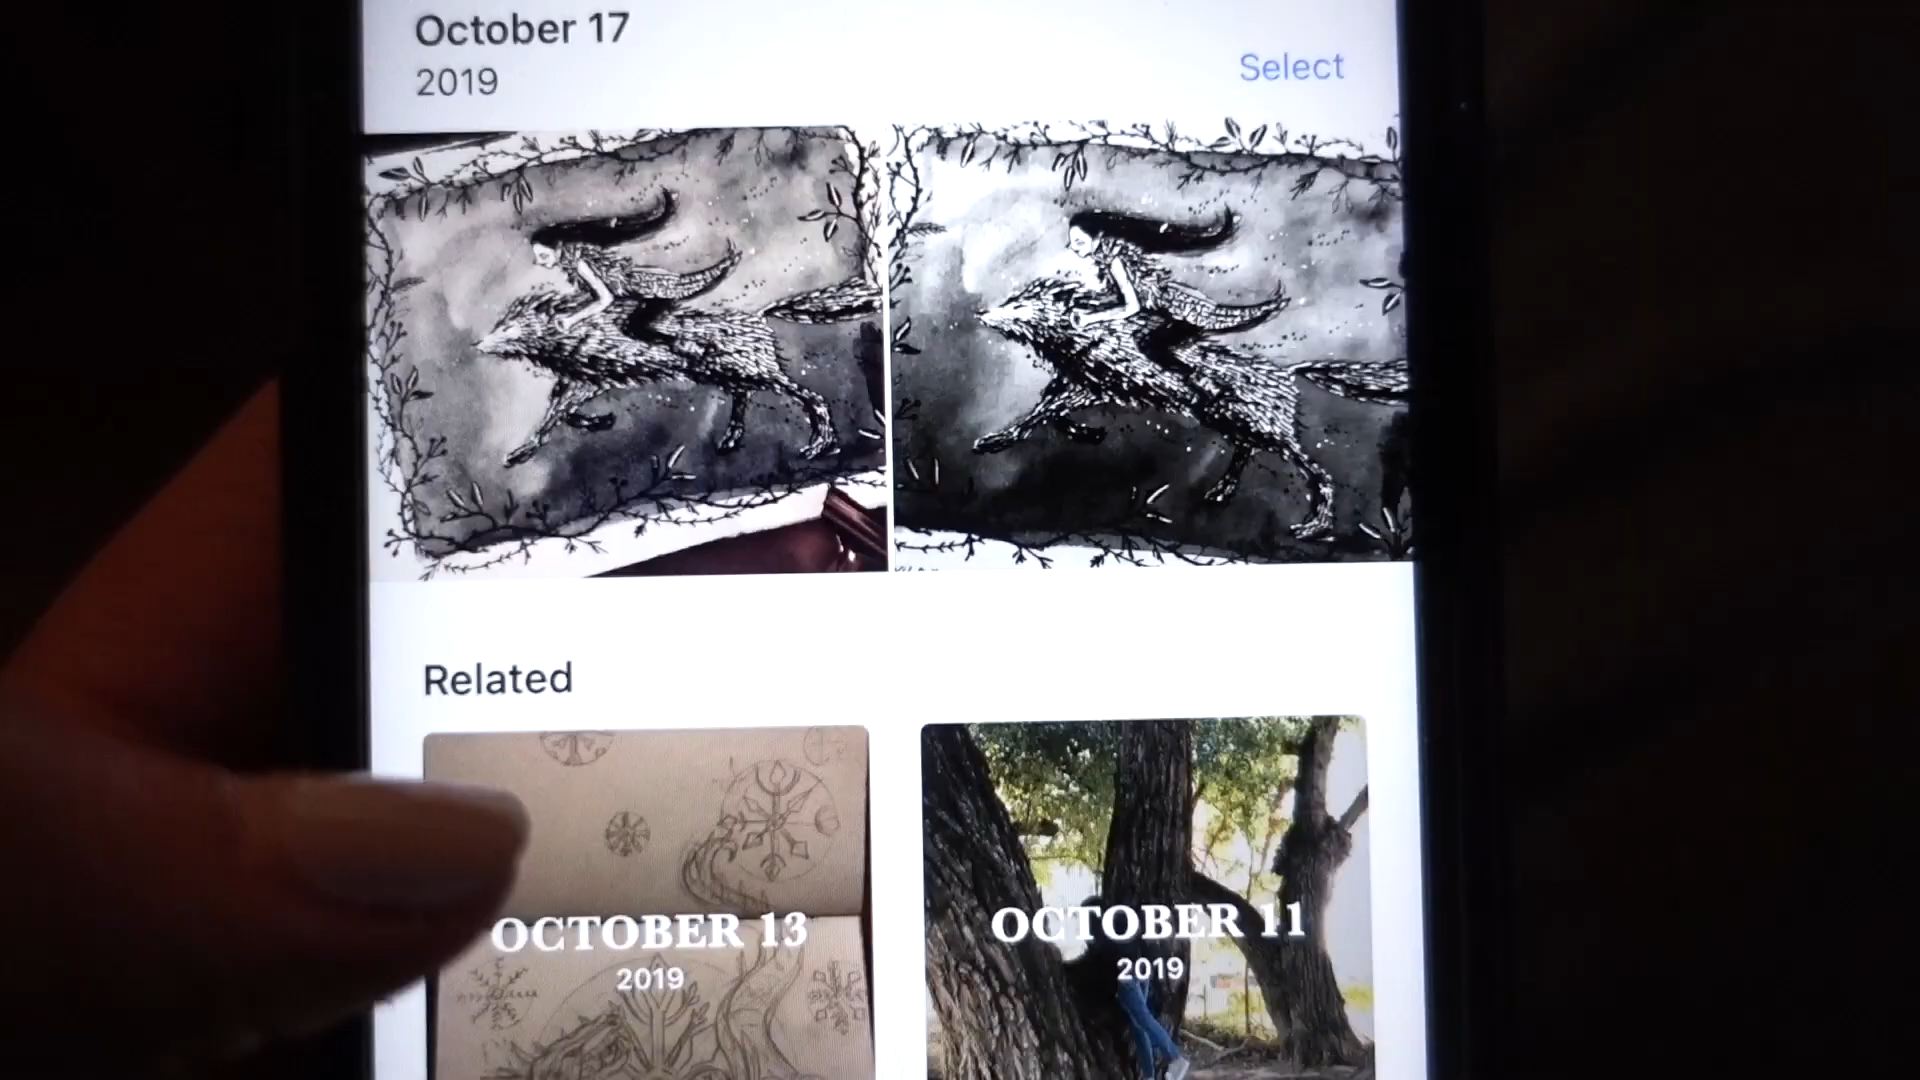 October 17
2019
Select
Related
OCTOBER 13
2019
OCTOBER 11
2019